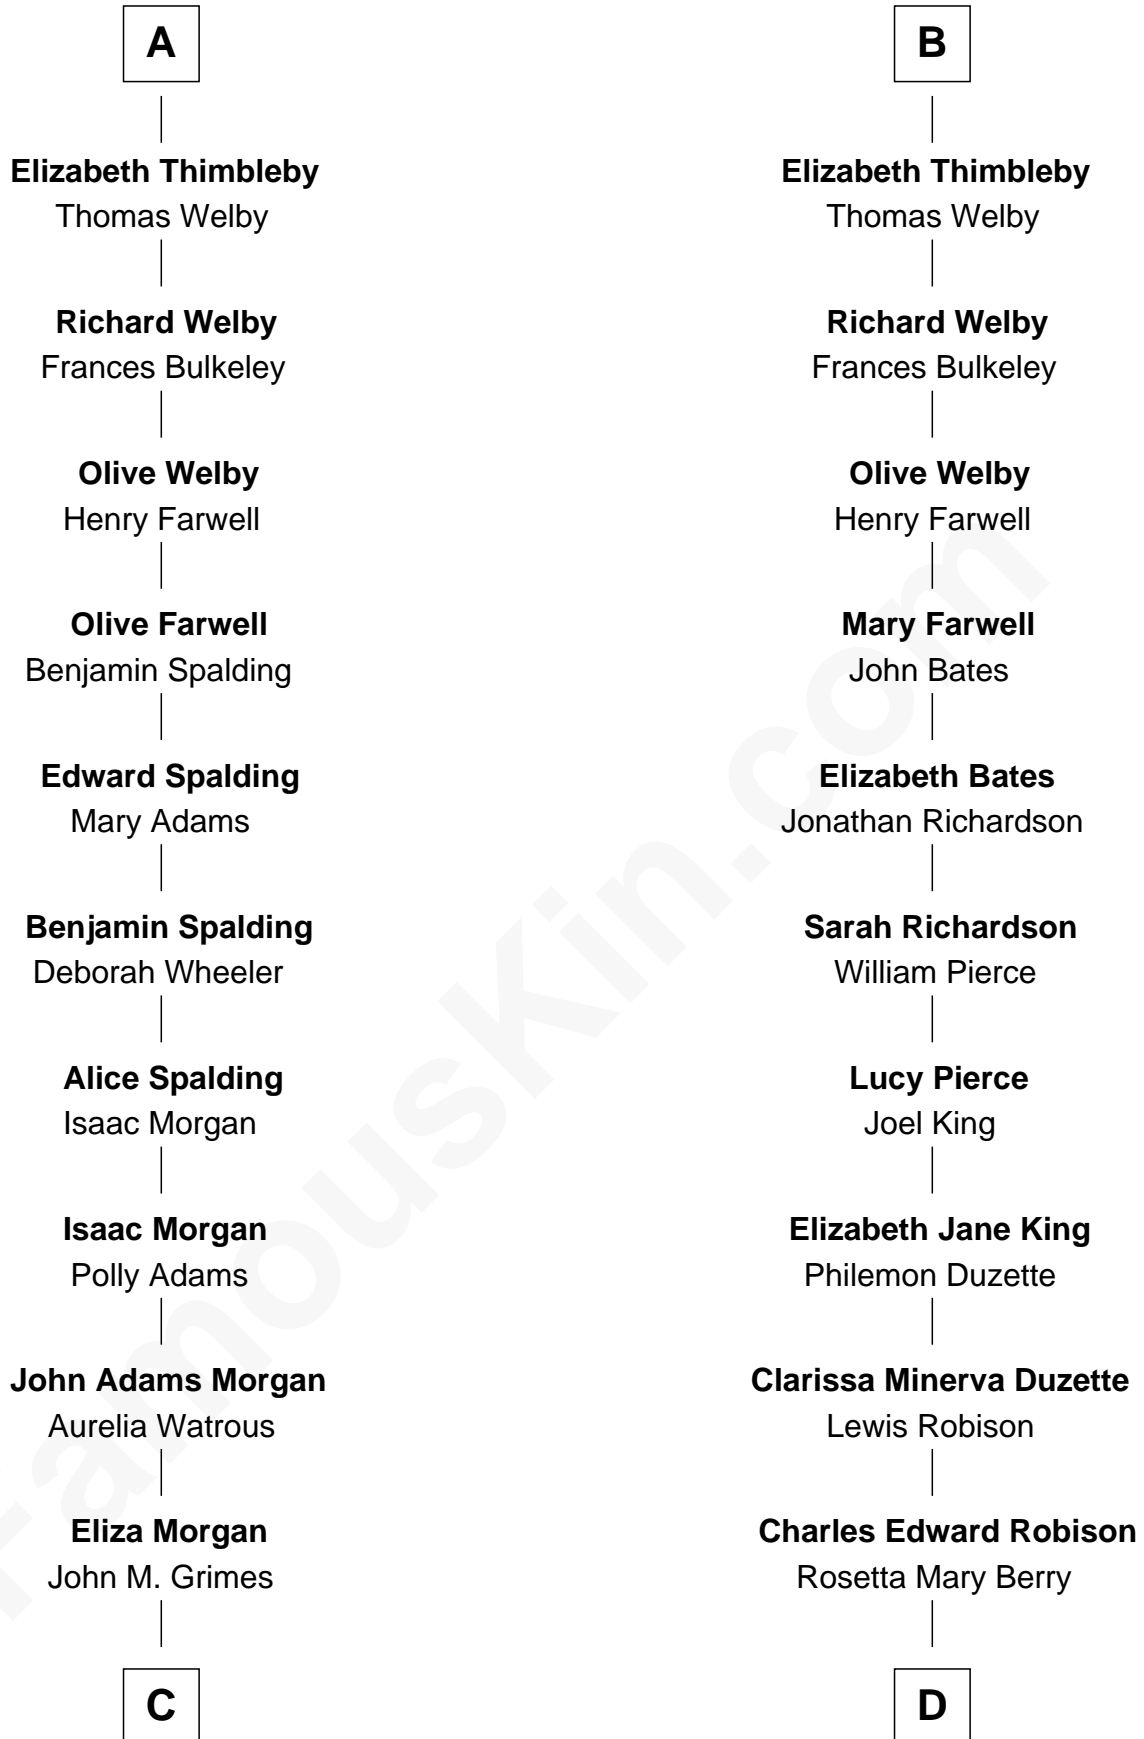 A
Elizabeth Thimbleby
Thomas Welby
Richard Welby
Frances Bulkeley
Olive Welby
Henry Farwell
Olive Farwell
Benjamin Spalding
Edward Spalding
Mary Adams
Benjamin Spalding
Deborah Wheeler
Alice Spalding
Isaac Morgan
Isaac Morgan
Polly Adams
John Adams Morgan
Aurelia Watrous
Eliza Morgan
John M. Grimes
C
B
Elizabeth Thimbleby
Thomas Welby
Richard Welby
Frances Bulkeley
Olive Welby
Henry Farwell
Mary Farwell
John Bates
Elizabeth Bates
Jonathan Richardson
Sarah Richardson
William Pierce
Lucy Pierce
Joel King
Elizabeth Jane King
Philemon Duzette
Clarissa Minerva Duzette
Lewis Robison
Charles Edward Robison
Rosetta Mary Berry
D
FamousKin.com